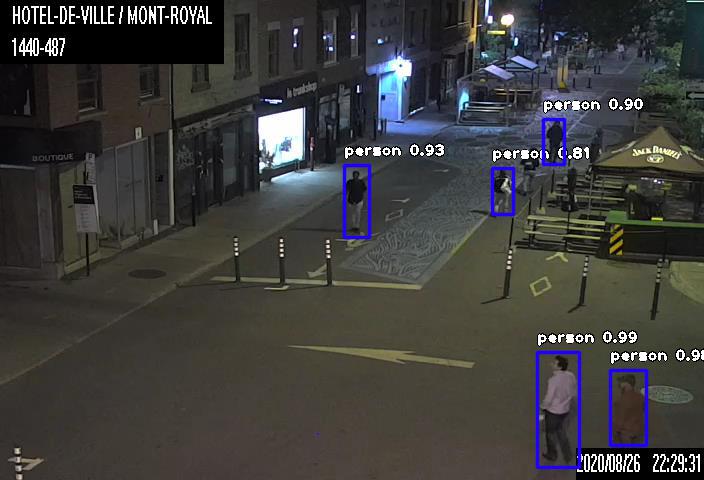 HOTEL-DE-VILLE / MONT-ROYAL
1440-487
person 0.90
person 0.93
person 0.81
BOUTIQUE
JACK DANIEL'S
person 0.99
person 0.98
2020/08/26 22:29:31